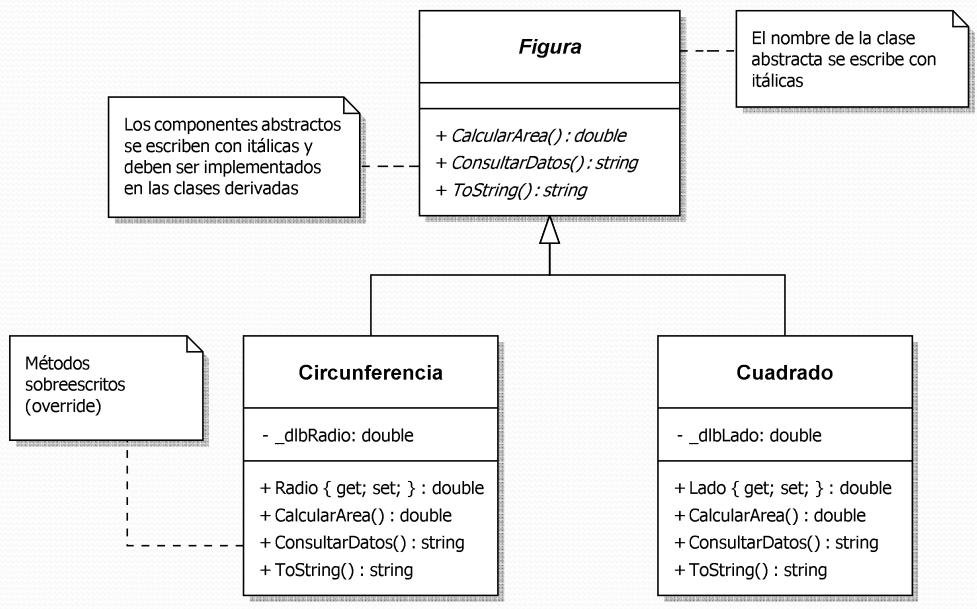 Figura
+ CalcularArea() : double
+ ConsultarDatos() : string
+ ToString() : string
El nombre de la clase
abstracta se escribe con
itálicas
Los componentes abstractos
se escriben con itálicas y
deben ser implementados
en las clases derivadas
Métodos
sobreescritos
(override)
Circunferencia
- _dlbRadio: double
+ Radio { get; set; } : double
+ CalcularArea() : double
+ ConsultarDatos() : string
+ ToString() : string
Cuadrado
- _dlbLado: double
+ Lado { get; set; } : double
+ CalcularArea() : double
+ ConsultarDatos() : string
+ ToString() : string